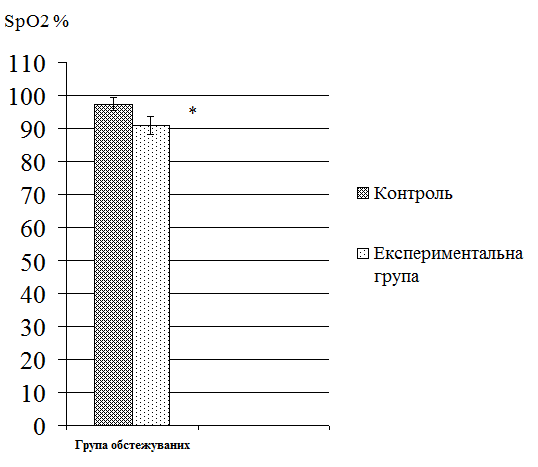 SpO2 %
110
100
90
80
70
60
50
40
30
20
10
0
*
Група обстежуваних
Контроль
Експериментальна
група